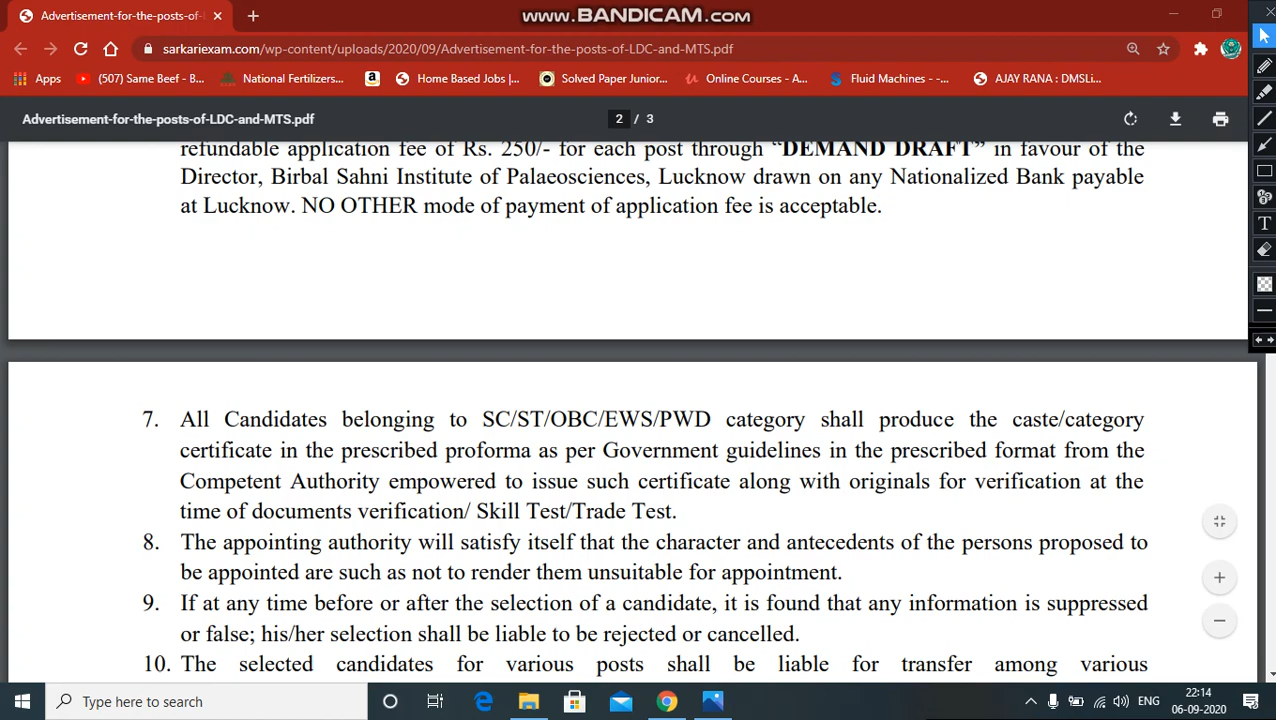 Advertisement-for-the-posts-of-L
www.BANDICAM.com
sarkariexam.com/wp-content/uploads/2020/09/Advertisement-for-the-posts-of-LDC-and-MTS.pdf
Apps (507) Same Beef - B... National Fertilizers... Home Based Jobs |... Solved Paper Junior... Online Courses - A... Fluid Machines - -... AJAY RANA : DMSLi...
Advertisement-for-the-posts-of-LDC-and-MTS.pdf 2 / 3
refundable application fee of Rs. 250/- for each post through “DEMAND DRAFT” in favour of the
Director, Birbal Sahni Institute of Palaeosciences, Lucknow drawn on any Nationalized Bank payable
at Lucknow. NO OTHER mode of payment of application fee is acceptable.
7. All Candidates belonging to SC/ST/OBC/EWS/PWD category shall produce the caste/category
certificate in the prescribed proforma as per Government guidelines in the prescribed format from the
Competent Authority empowered to issue such certificate along with originals for verification at the
time of documents verification/ Skill Test/Trade Test.
8. The appointing authority will satisfy itself that the character and antecedents of the persons proposed to
be appointed are such as not to render them unsuitable for appointment.
9. If at any time before or after the selection of a candidate, it is found that any information is suppressed
or false; his/her selection shall be liable to be rejected or cancelled.
10. The selected candidates for various posts shall be liable for transfer among various
Type here to search
ENG
22:14
06-09-2020